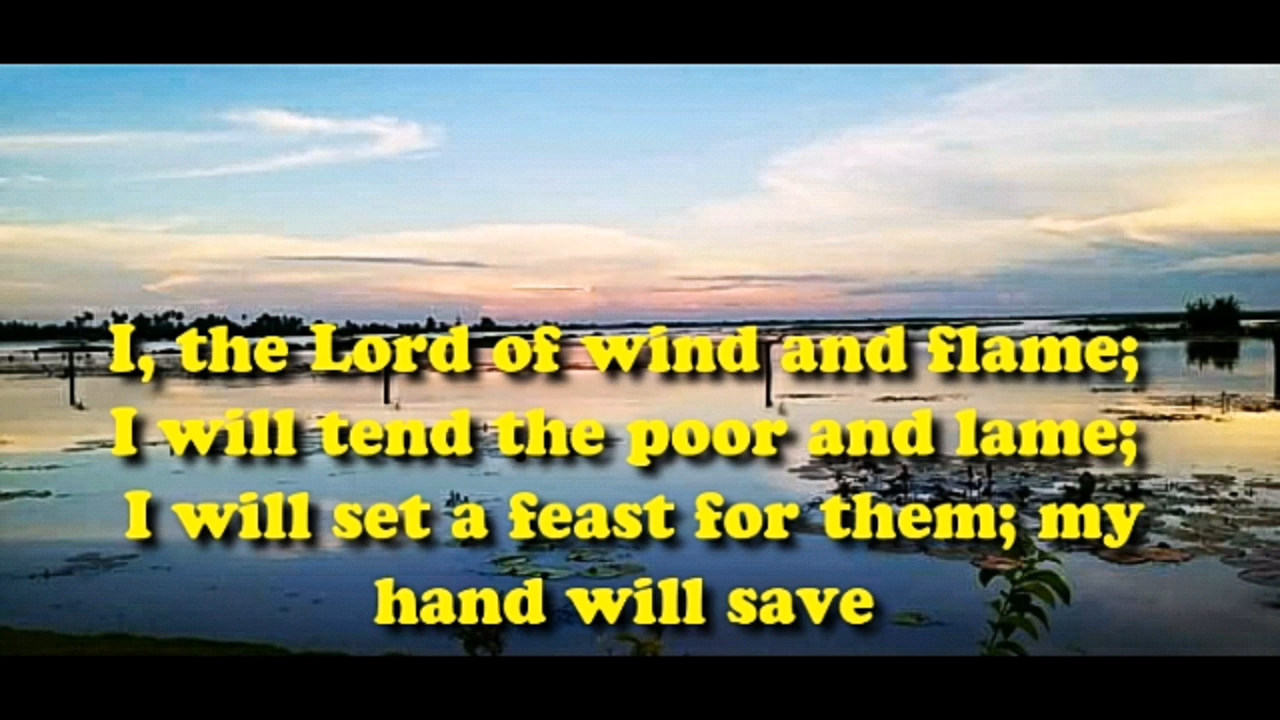 I, the Lord of wind and flame;
I will tend the poor and lame;
I will set a feast for them; my
hand will save